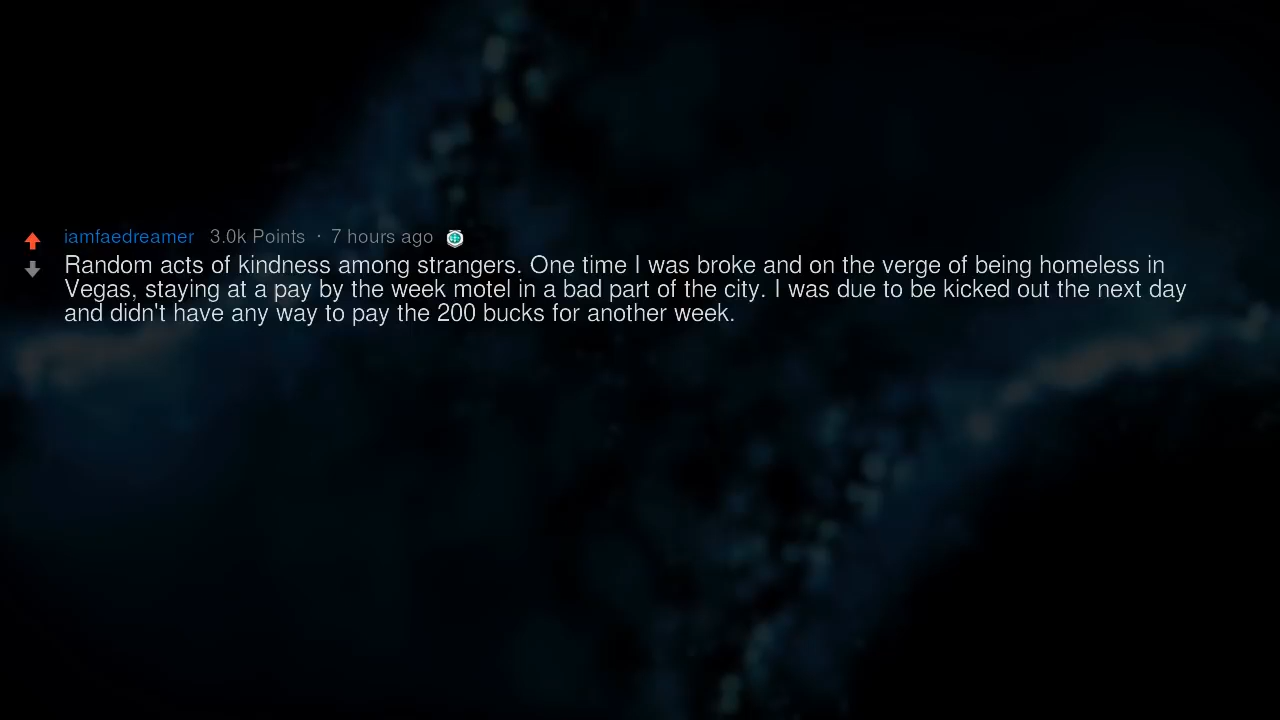 iamfaedreamer 3.0k Points · 7 hours ago
Random acts of kindness among strangers. One time I was broke and on the verge of being homeless in
Vegas, staying at a pay by the week motel in a bad part of the city. I was due to be kicked out the next day
and didn't have any way to pay the 200 bucks for another week.